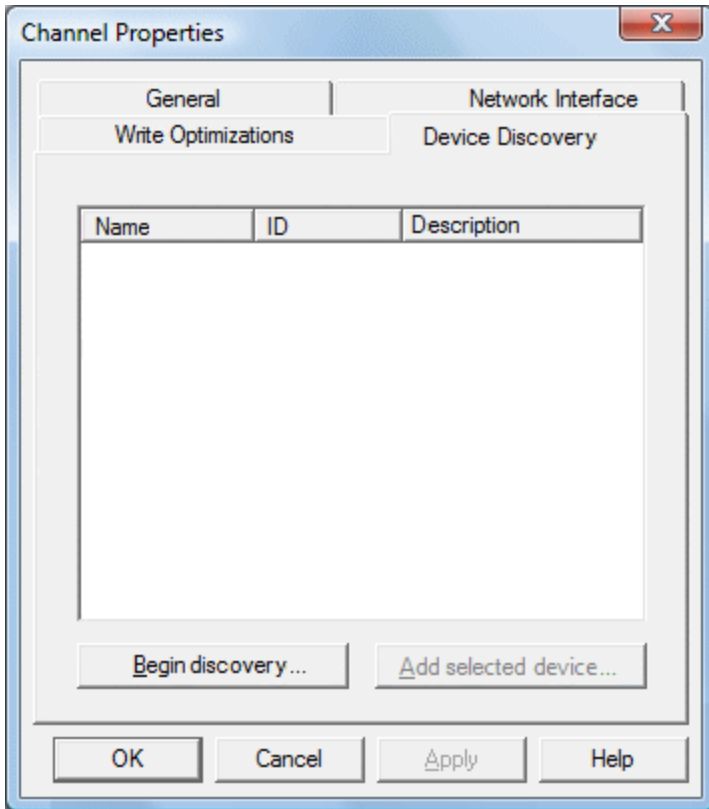 Channel Properties
General Network Interface
Write Optimizations Device Discovery
Name ID Description
Begin discovery...
Add selected device...
OK Cancel Apply Help